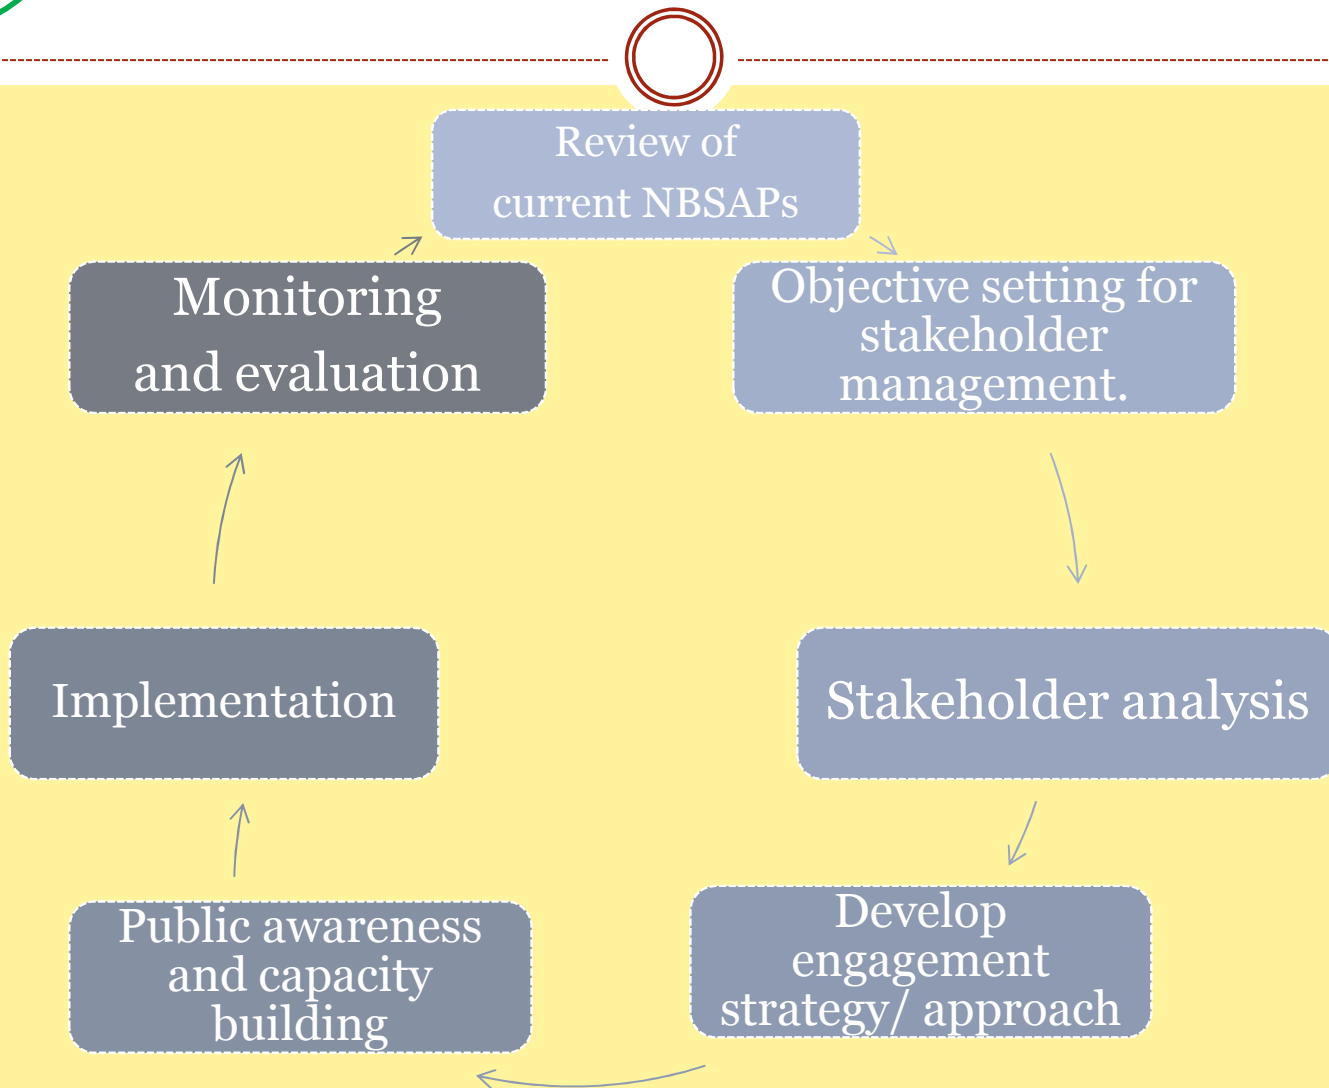 Review of
current NBSAPs
Objective setting for
stakeholder
management.
Stakeholder analysis
Develop
engagement
strategy/ approach
Public awareness
and capacity
building
Implementation
Monitoring
and evaluation